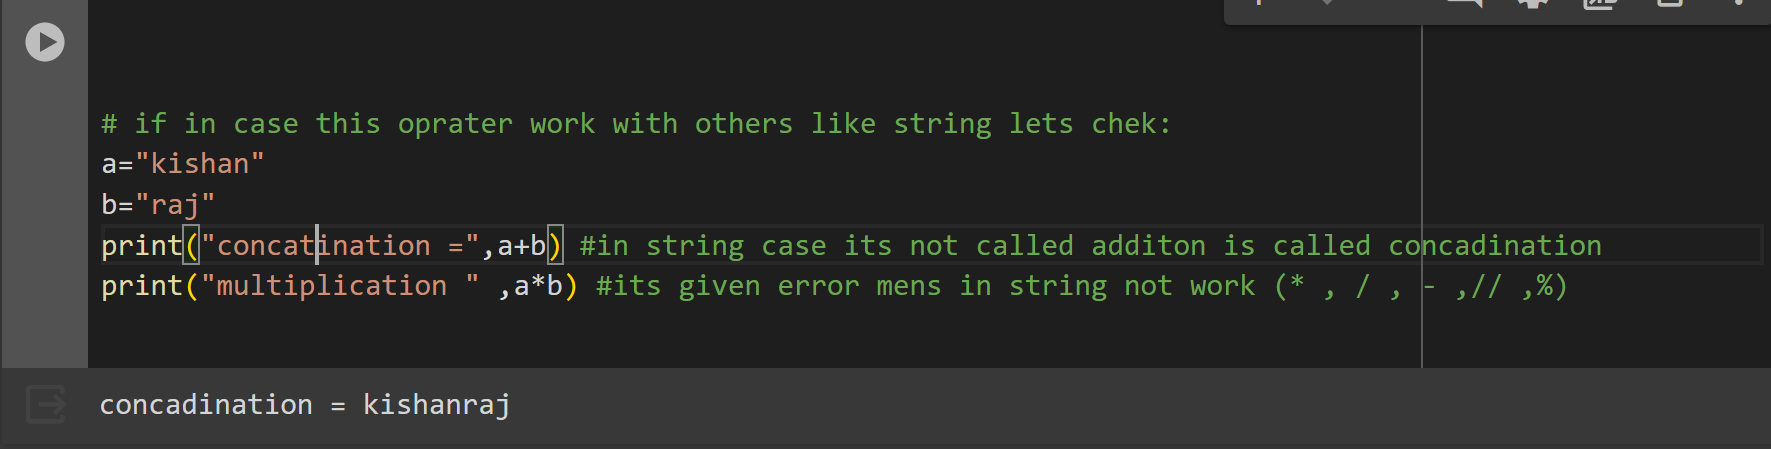 # if in case this oprater work with others like string lets chek:
a="kishan"
b="raj"
print("concatination =",a+b) #in string case its not called additon is called concadination
print("multiplication " ,a*b) #its given error mens in string not work (* , / , - ,// ,%)
concadination = kishanraj